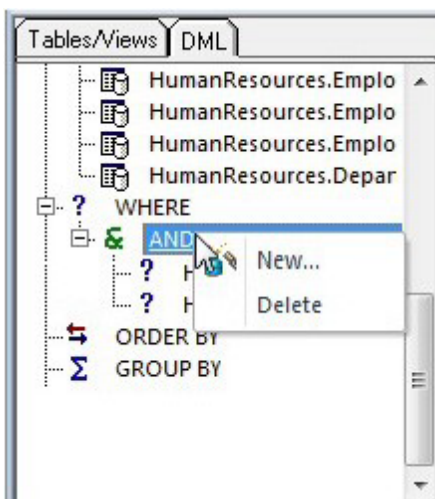 Tables/Views DML
HumanResources.Emplo
HumanResources.Emplo
HumanResources.Emplo
HumanResources.Depar
? WHERE
& AND
New...
? H
? H
Delete
ORDER BY
Σ GROUP BY